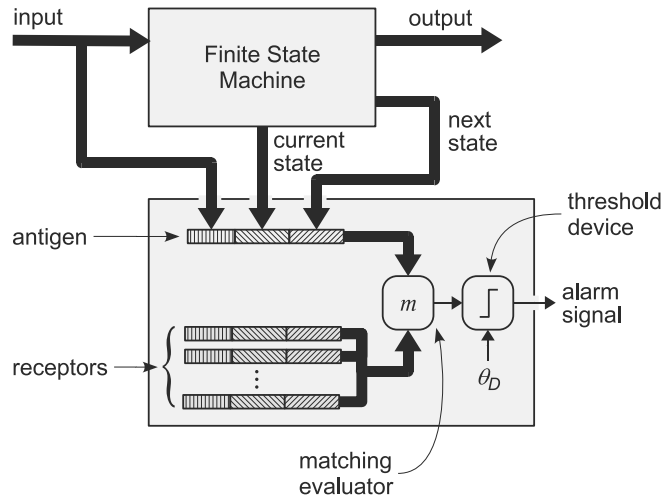 input
output
Finite State
Machine
current
state
next
state
threshold
device
antigen
m
alarm
signal
receptors
...
θD
matching
evaluator